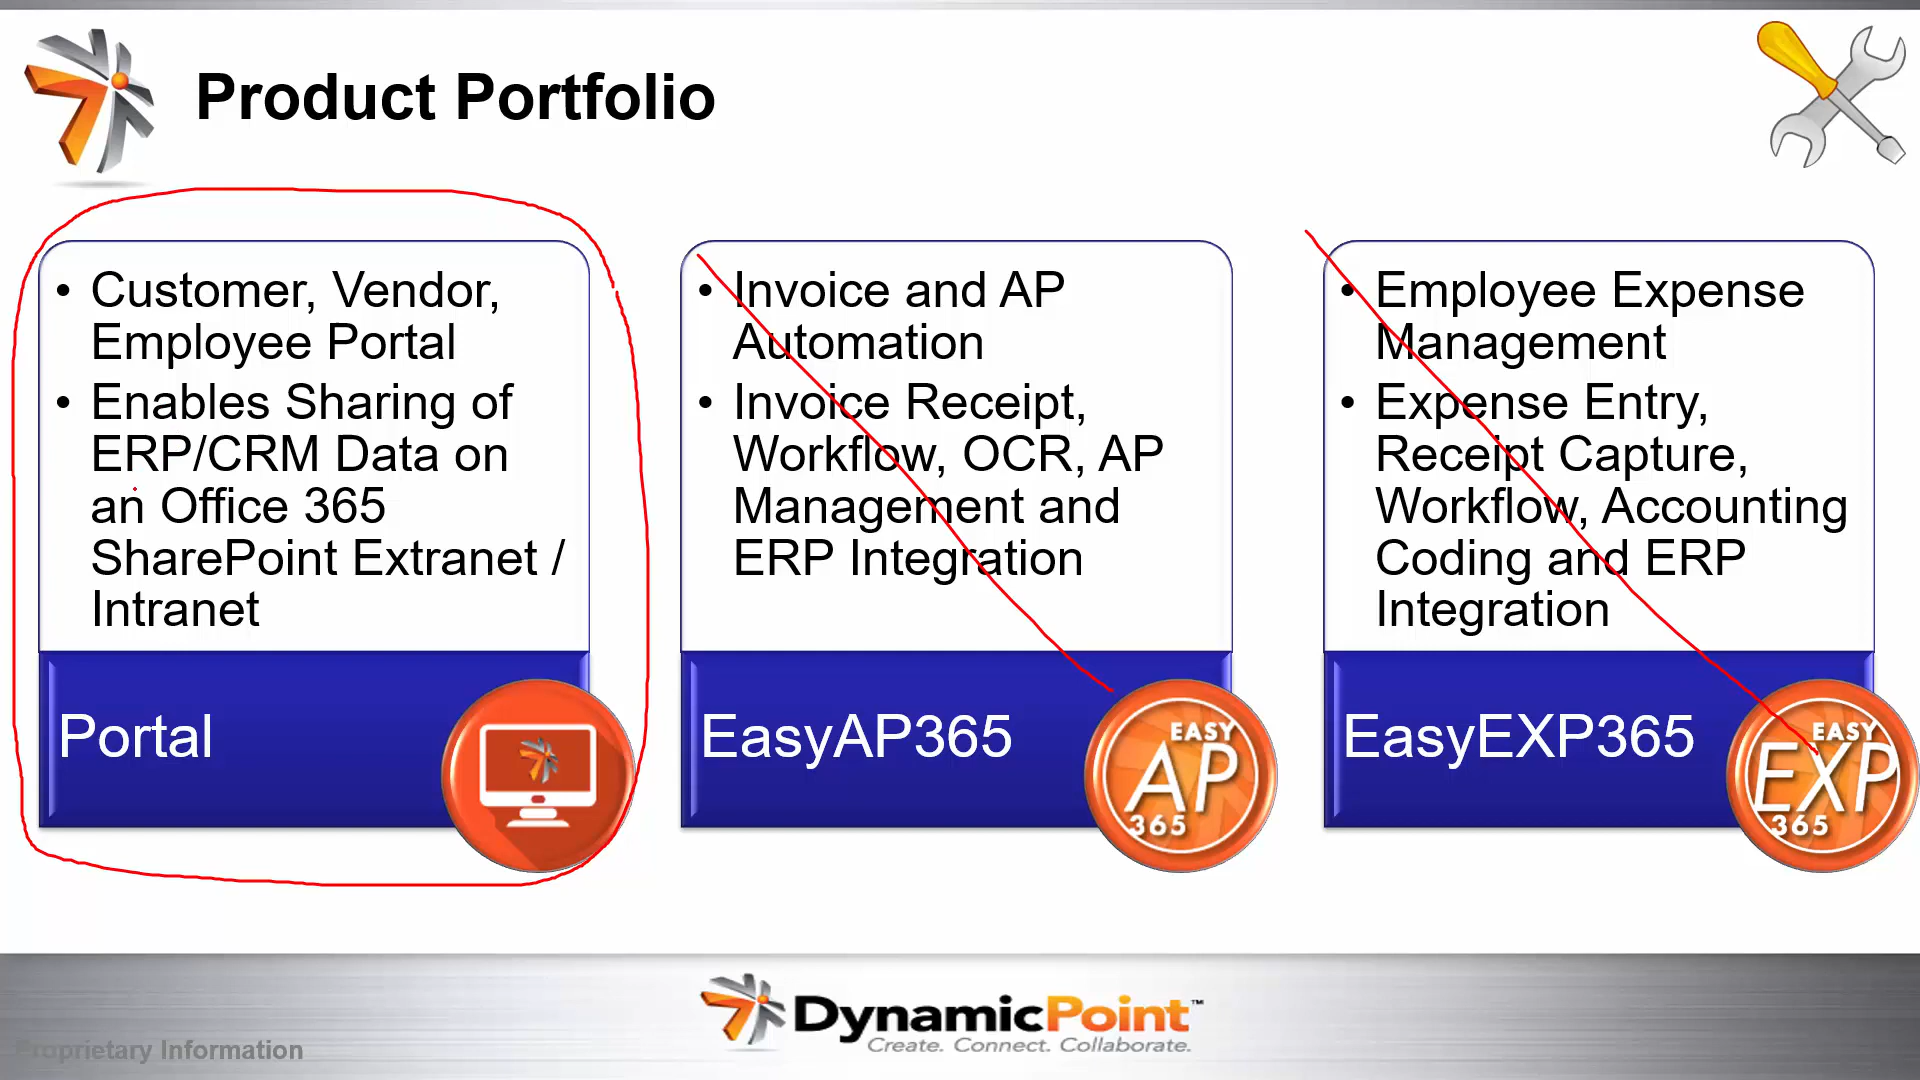 Product Portfolio
• Customer, Vendor,
Employee Portal
• Enables Sharing of
ERP/CRM Data on
an Office 365
SharePoint Extranet /
Intranet
Portal
• Invoice and AP
Automation
• Invoice Receipt,
Workflow, OCR, AP
Management and
ERP Integration
EasyAP365
EASY
AP
365
• Employee Expense
Management
• Expense Entry,
Receipt Capture,
Workflow, Accounting
Coding and ERP
Integration
EasyEXP365
EASY
EXP
365
DynamicPoint™
Create. Connect. Collaborate.
Proprietary Information